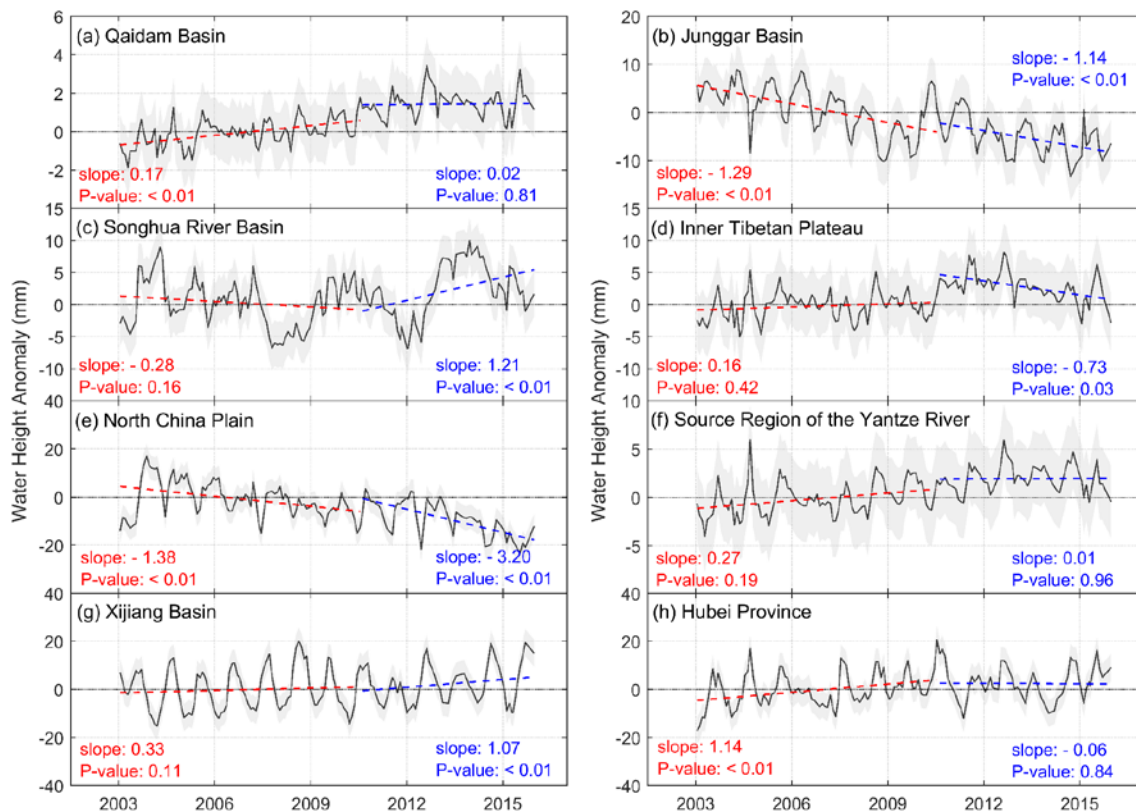 6
(a) Qaidam Basin
4
2
0
-2
slope: 0.17
P-value: < 0.01
slope: 0.02
P-value: 0.81
15
(c) Songhua River Basin
10
5
0
-5
-10
slope: - 0.28
P-value: 0.16
slope: 1.21
P-value: < 0.01
40
(e) North China Plain
20
0
-20
slope: - 1.38
P-value: < 0.01
slope: - 3.20
P-value: < 0.01
40
(g) Xijiang Basin
20
0
-20
-40
slope: 0.33
P-value: 0.11
slope: 1.07
P-value: < 0.01
2003
2006
2009
2012
2015
Water Height Anomaly (mm)
20
(b) Junggar Basin
10
0
-10
slope: - 1.14
P-value: < 0.01
slope: - 1.29
P-value: < 0.01
15
(d) Inner Tibetan Plateau
10
5
0
-5
slope: 0.16
P-value: 0.42
slope: - 0.73
P-value: 0.03
10
(f) Source Region of the Yantze River
5
0
-5
slope: 0.27
P-value: 0.19
slope: 0.01
P-value: 0.96
40
(h) Hubei Province
20
0
20
-40
slope: 1.14
P-value: < 0.01
slope: - 0.06
P-value: 0.84
2003
2006
2009
2012
2015
Water Height Anomaly (mm)